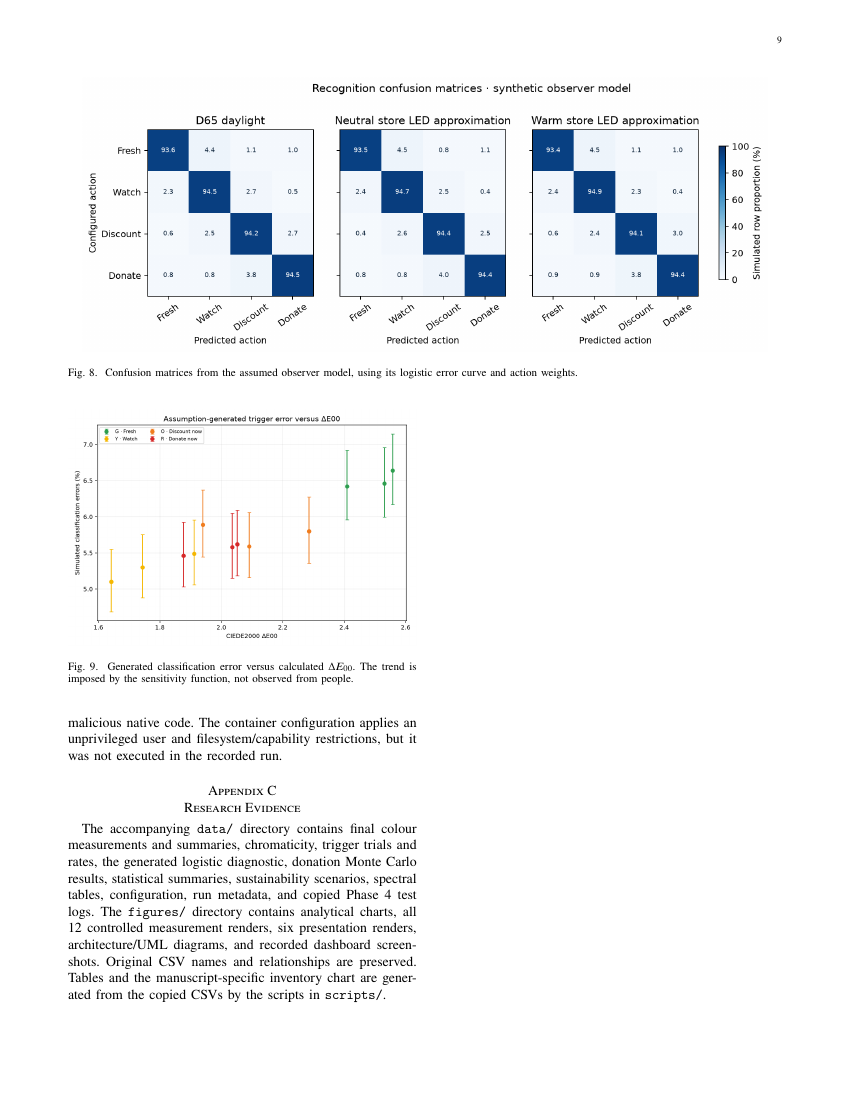 9
Recognition confusion matrices · synthetic observer model
D65 daylight
Neutral store LED approximation
Warm store LED approximation
Configured action
Fresh
93.6 4.4 1.1 1.0
93.5 4.5 0.8 1.1
93.4 4.5 1.1 1.0
Watch
2.3 94.5 2.7 0.5
2.4 94.7 2.5 0.4
2.4 94.9 2.3 0.4
Discount
0.6 2.5 94.2 2.7
0.4 2.6 94.4 2.5
0.6 2.4 94.1 3.0
Donate
0.8 0.8 3.8 94.5
0.8 0.8 4.0 94.4
0.9 0.9 3.8 94.4
Fresh Watch Discount Donate
Fresh Watch Discount Donate
Fresh Watch Discount Donate
Predicted action
Predicted action
Predicted action
100
80
60
40
20
0
Simulated row proportion (%)
Fig. 8. Confusion matrices from the assumed observer model, using its logistic error curve and action weights.
Assumption-generated trigger error versus ΔE00
G · Fresh
Y · Watch
O · Discount now
R · Donate now
Simulated classification errors (%)
7.0
6.5
6.0
5.5
5.0
1.6 1.8 2.0 2.2 2.4 2.6
CIEDE2000 ΔE00
Fig. 9. Generated classification error versus calculated ΔE00. The trend is
imposed by the sensitivity function, not observed from people.
malicious native code. The container configuration applies an
unprivileged user and filesystem/capability restrictions, but it
was not executed in the recorded run.
Appendix C
Research Evidence
The accompanying data/ directory contains final colour
measurements and summaries, chromaticity, trigger trials and
rates, the generated logistic diagnostic, donation Monte Carlo
results, statistical summaries, sustainability scenarios, spectral
tables, configuration, run metadata, and copied Phase 4 test
logs. The figures/ directory contains analytical charts, all
12 controlled measurement renders, six presentation renders,
architecture/UML diagrams, and recorded dashboard screen-
shots. Original CSV names and relationships are preserved.
Tables and the manuscript-specific inventory chart are gener-
ated from the copied CSVs by the scripts in scripts/.